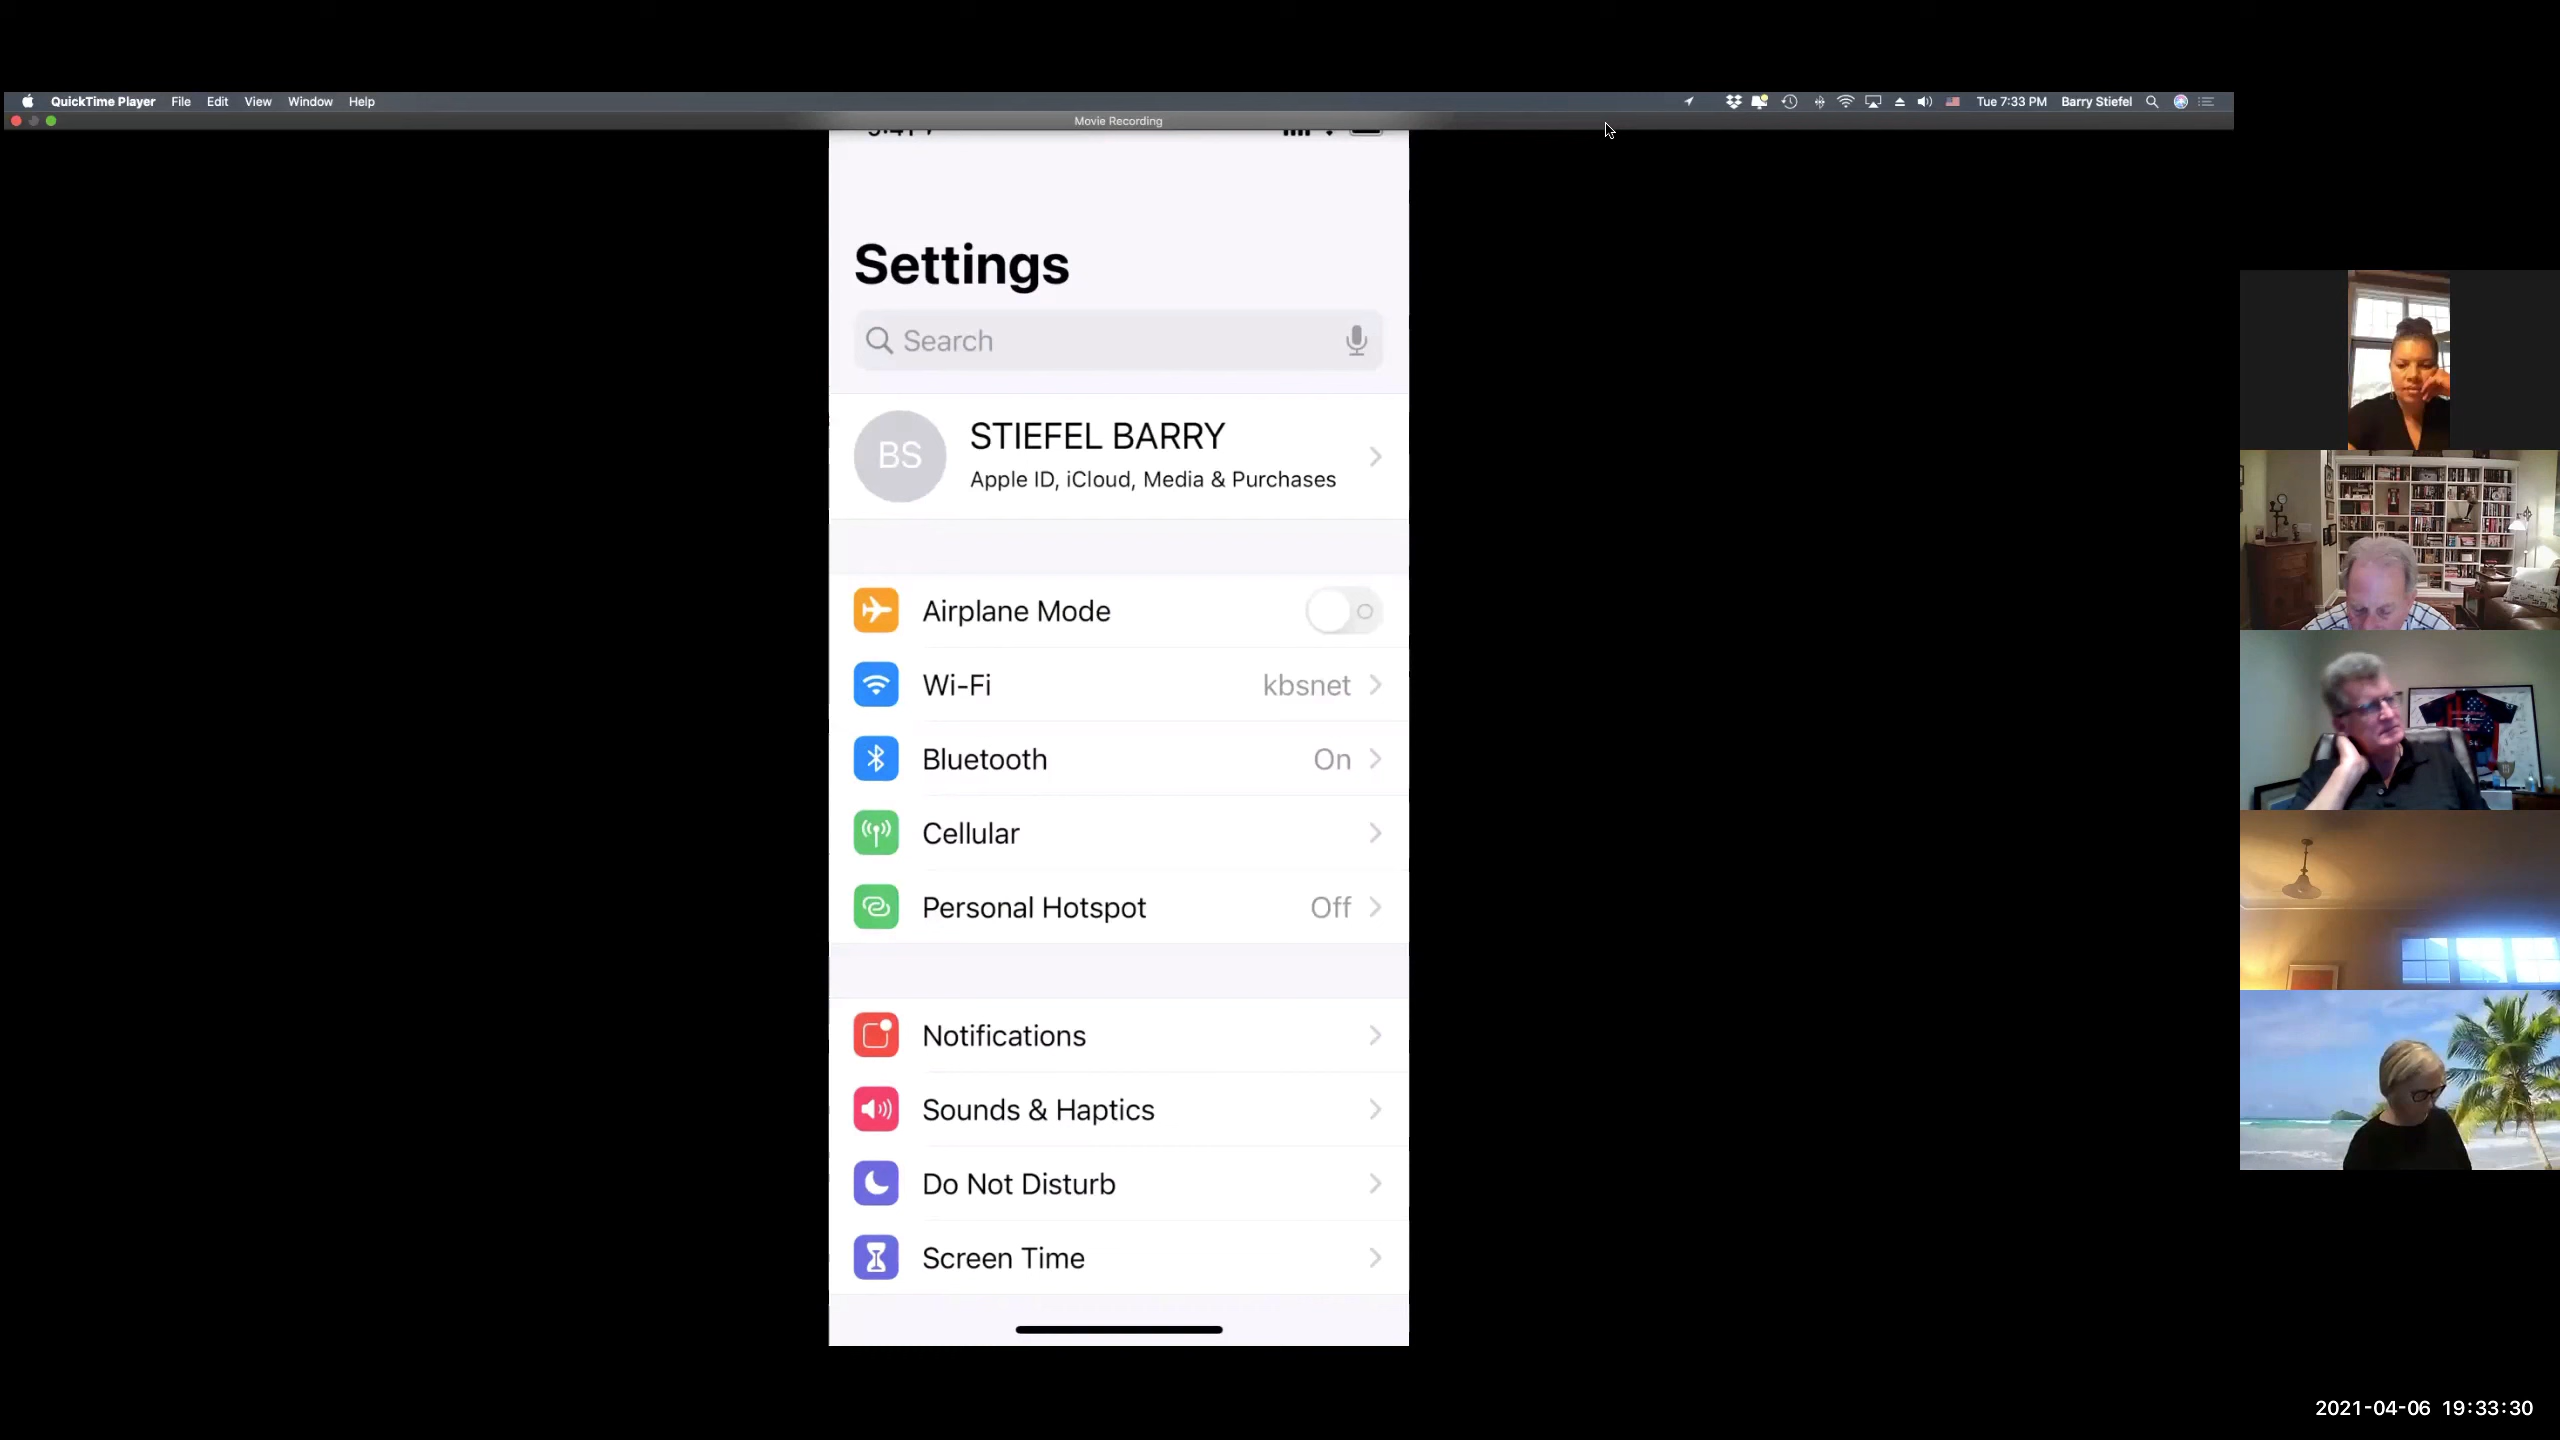 QuickTime Player File Edit View Window Help Tue 7:33 PM Barry Stiefel
Movie Recording
Settings
Search
BS
STIEFEL BARRY
Apple ID, iCloud, Media & Purchases
Airplane Mode
Wi-Fi kbsnet
Bluetooth On
Cellular
Personal Hotspot Off
Notifications
Sounds & Haptics
Do Not Disturb
Screen Time
2021-04-06 19:33:30